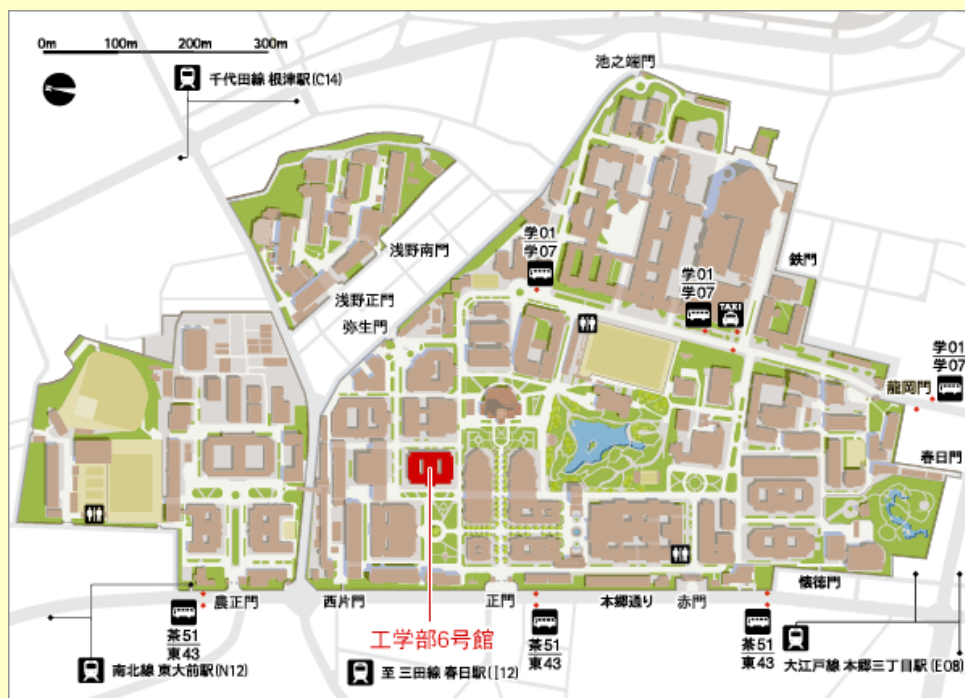 0m 100m 200m 300m
千代田線 根津駅(C14)
池之端門
浅野南門
浅野正門
弥生門
学01
学07
学01
学07
TAXI
鉄門
学01
学07
龍岡門
春日門
農正門
西片門
正門
本郷通り
赤門
懐徳門
工学部6号館
茶51
東43
茶51
東43
茶51
東43
南北線 東大前駅(N12)
至 三田線 春日駅(I12)
大江戸線 本郷三丁目駅(E08)